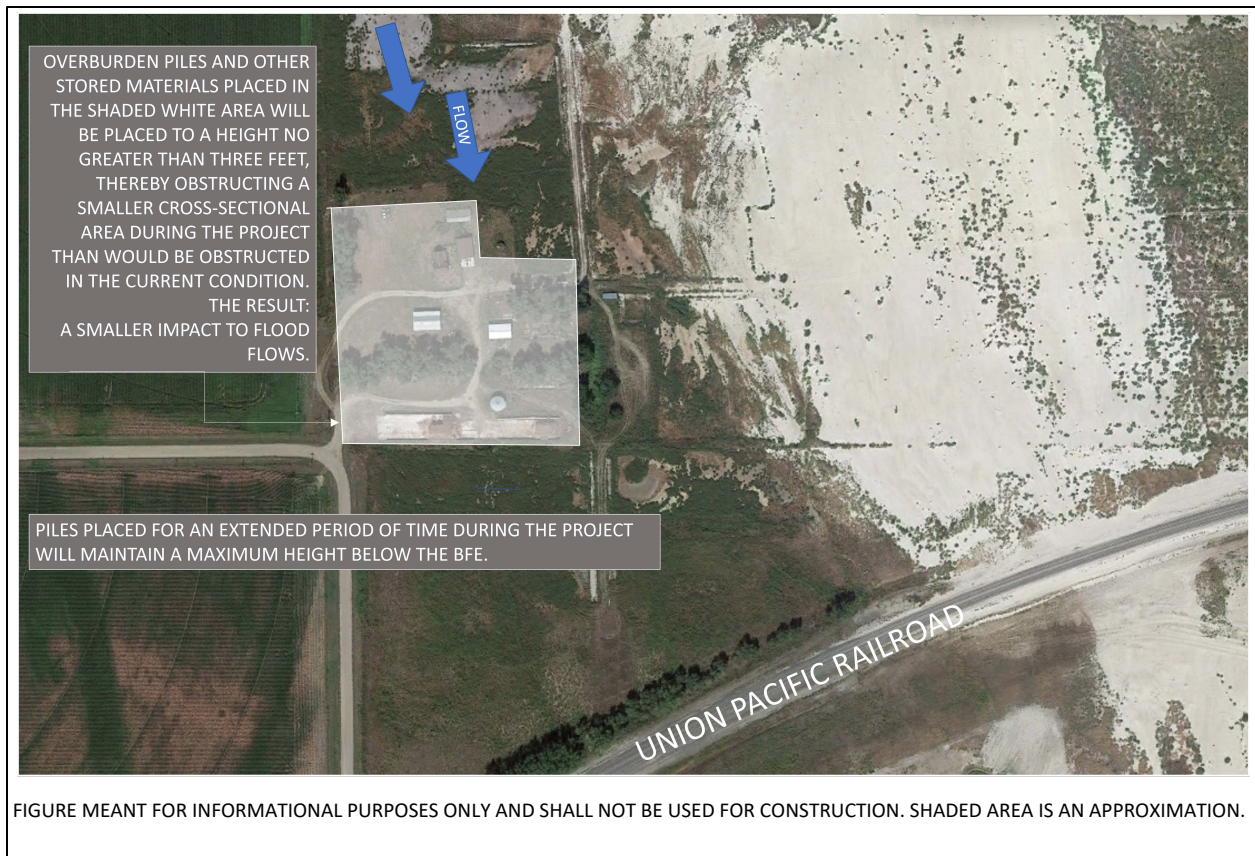 OVERBURDEN PILES AND OTHER
STORED MATERIALS PLACED IN
THE SHADED WHITE AREA WILL
BE PLACED TO A HEIGHT NO
GREATER THAN THREE FEET,
THEREBY OBSTRUCTING A
SMALLER CROSS-SECTIONAL
AREA DURING THE PROJECT
THAN WOULD BE OBSTRUCTED
IN THE CURRENT CONDITION.
THE RESULT:
A SMALLER IMPACT TO FLOOD
FLOWS.
FLOW
PILES PLACED FOR AN EXTENDED PERIOD OF TIME DURING THE PROJECT
WILL MAINTAIN A MAXIMUM HEIGHT BELOW THE BFE.
UNION PACIFIC RAILROAD
FIGURE MEANT FOR INFORMATIONAL PURPOSES ONLY AND SHALL NOT BE USED FOR CONSTRUCTION. SHADED AREA IS AN APPROXIMATION.